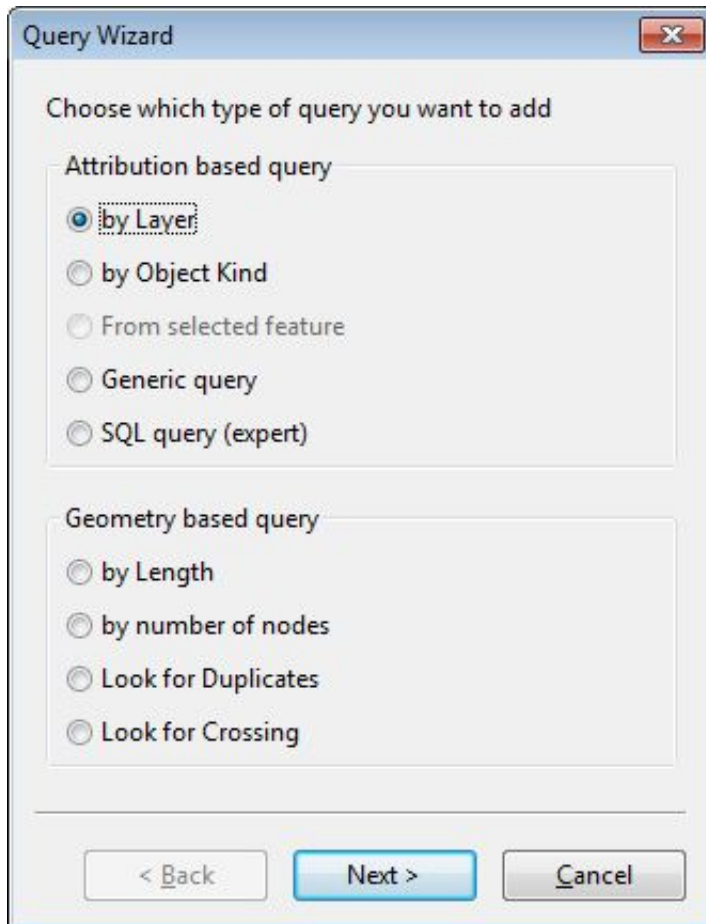 Query Wizard
Choose which type of query you want to add
Attribution based query
by Layer
by Object Kind
From selected feature
Generic query
SQL query (expert)
Geometry based query
by Length
by number of nodes
Look for Duplicates
Look for Crossing
< Back Next > Cancel